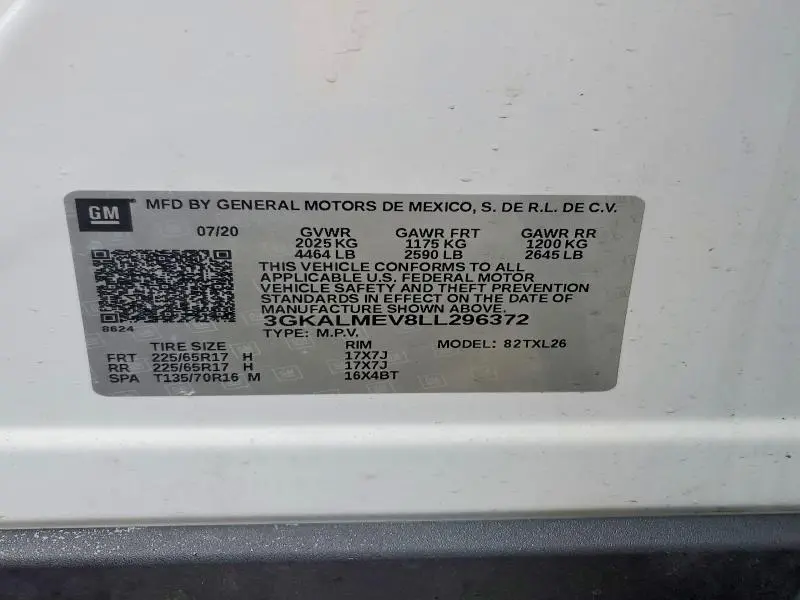 GM MFD BY GENERAL MOTORS DE MEXICO, S. DE R.L. DE C.V.
07/20 GVWR GAWR FRT GAWR RR
2025 KG 1175 KG 1200 KG
4464 LB 2590 LB 2645 LB
THIS VEHICLE CONFORMS TO ALL
APPLICABLE U.S. FEDERAL MOTOR
VEHICLE SAFETY AND THEFT PREVENTION
STANDARDS IN EFFECT ON THE DATE OF
MANUFACTURE SHOWN ABOVE.
3GKALMEV8LL296372
8624
TYPE: M.P.V. MODEL: 82TXL26
TIRE SIZE RIM
FRT 225/65R17 H 17X7J
RR 225/65R17 H 17X7J
SPA T135/70R16 M 16X4BT